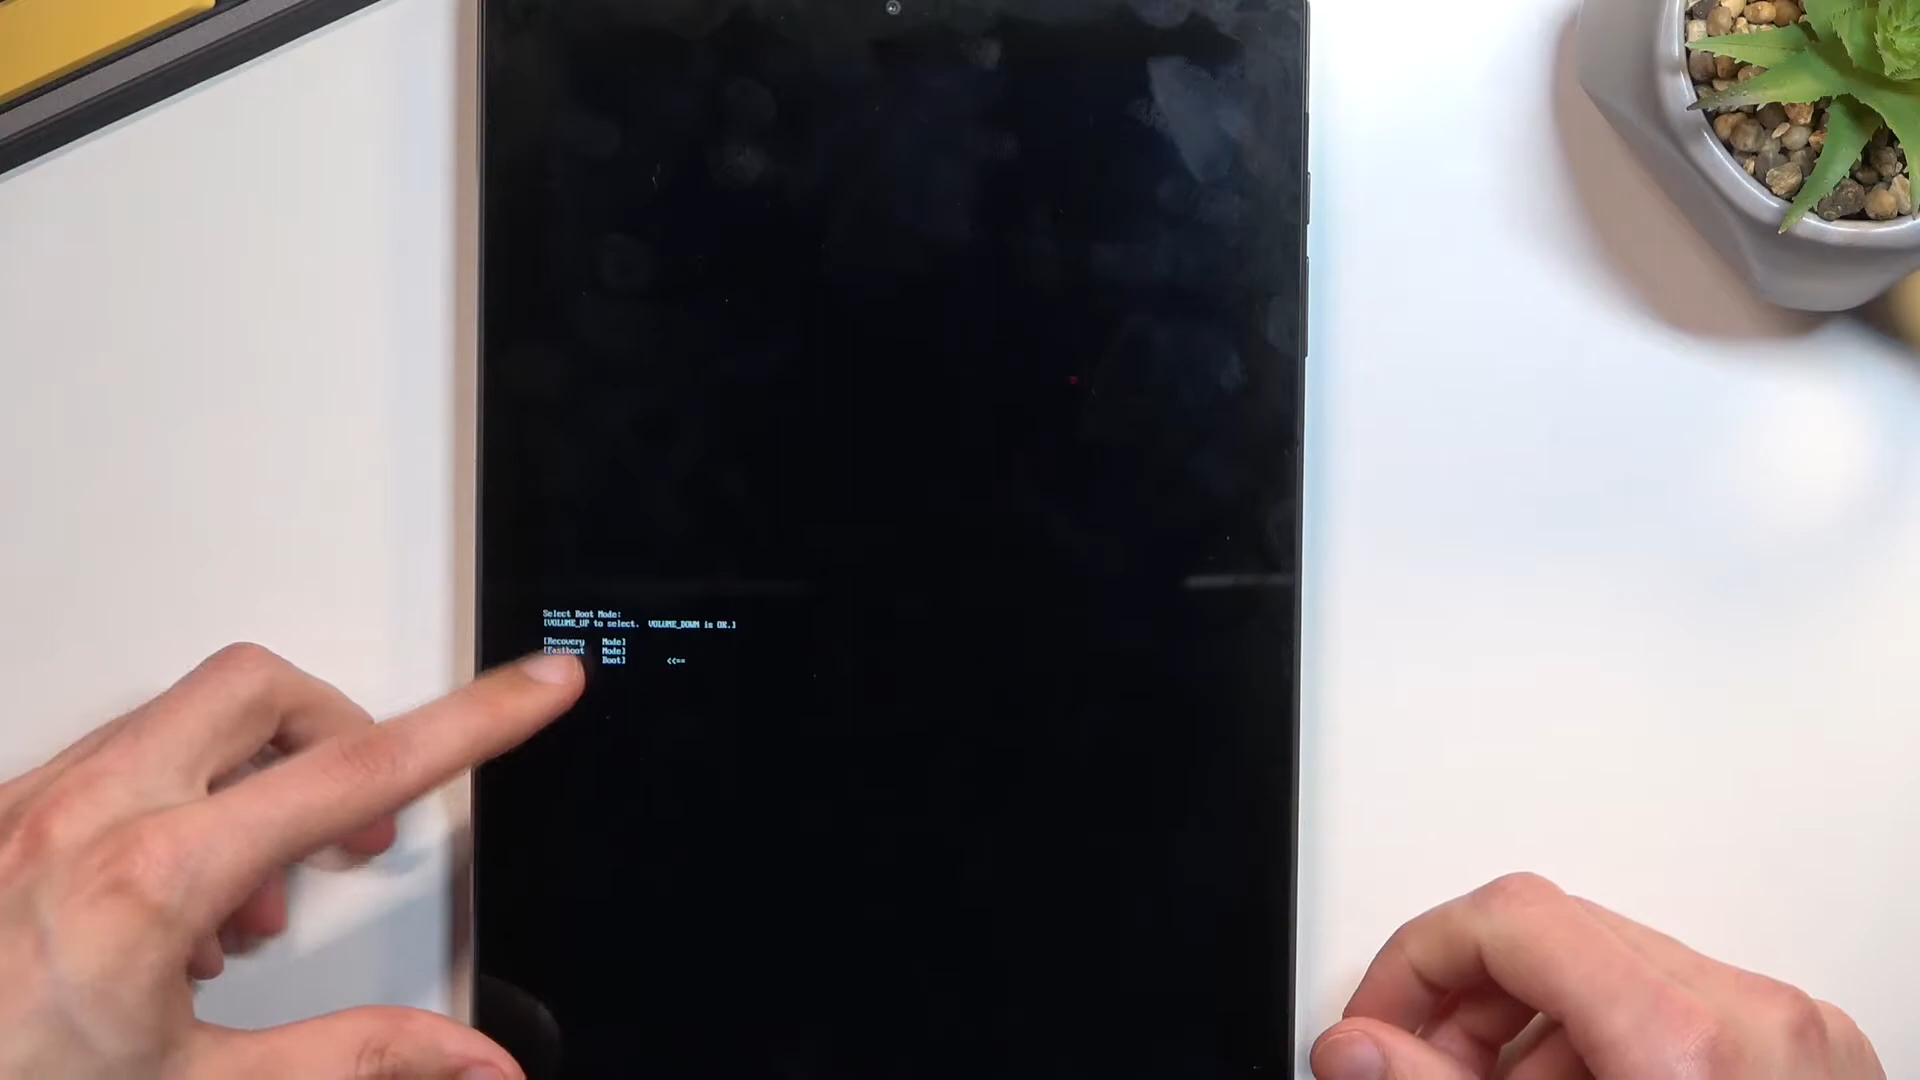 Select Boot Mode:
[VOLUME_UP to select.  VOLUME_DOWN is OK.]
[Recovery    Mode]
[Fastboot    Mode]
Boot]    <<==